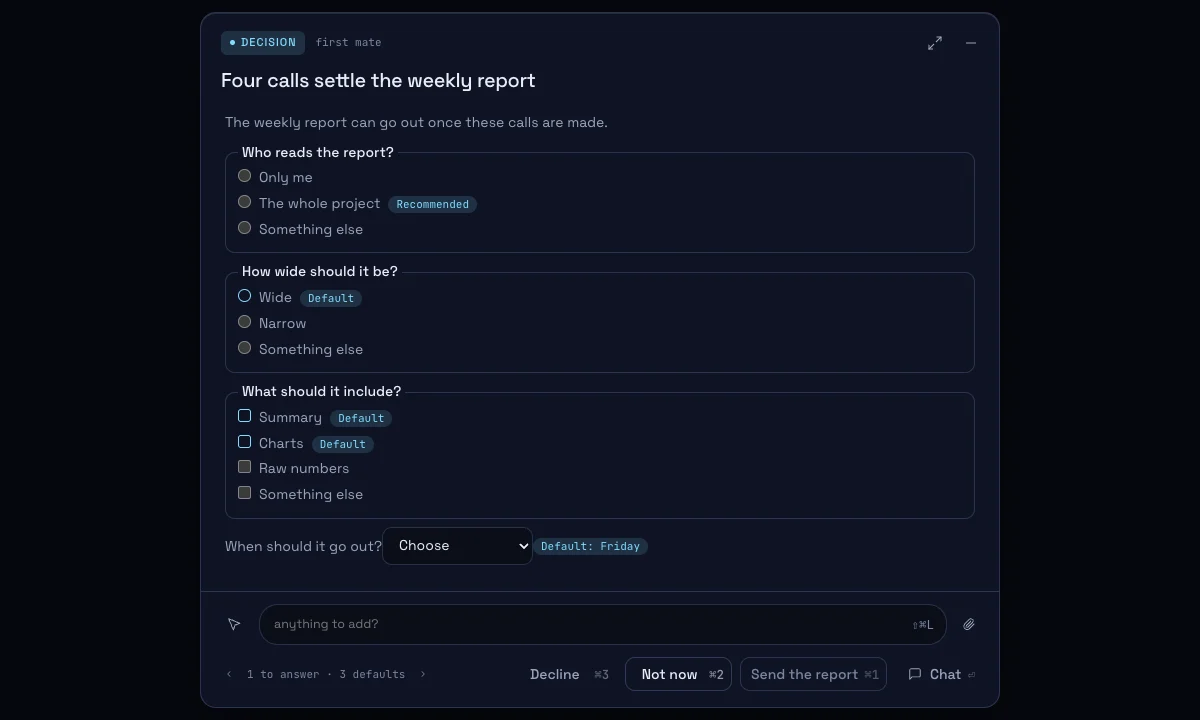 DECISION first mate
Four calls settle the weekly report
The weekly report can go out once these calls are made.
Who reads the report?
Only me
The whole project Recommended
Something else
How wide should it be?
Wide Default
Narrow
Something else
What should it include?
Summary Default
Charts Default
Raw numbers
Something else
When should it go out? Choose Default: Friday
anything to add? ⇧⌘L
‹ 1 to answer · 3 defaults › Decline ⌘3 Not now ⌘2 Send the report ⌘1 Chat ⏎